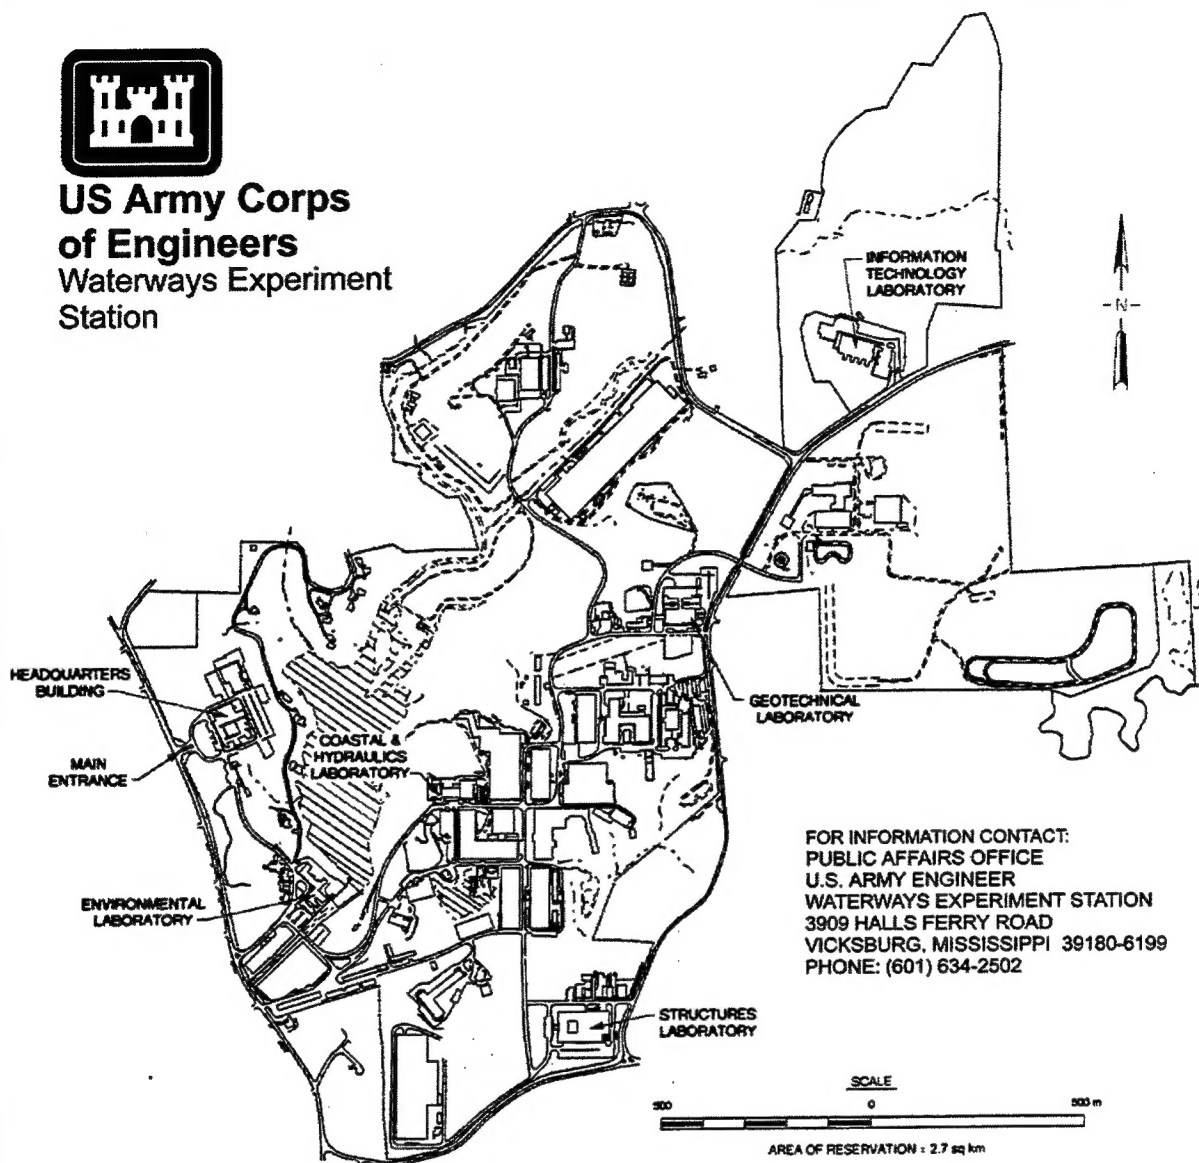 US Army Corps
of Engineers
Waterways Experiment
Station
INFORMATION
TECHNOLOGY
LABORATORY
N
HEADQUARTERS
BUILDING
MAIN
ENTRANCE
COASTAL &
HYDRAULICS
LABORATORY
GEOTECHNICAL
LABORATORY
ENVIRONMENTAL
LABORATORY
FOR INFORMATION CONTACT:
PUBLIC AFFAIRS OFFICE
U.S. ARMY ENGINEER
WATERWAYS EXPERIMENT STATION
3909 HALLS FERRY ROAD
VICKSBURG, MISSISSIPPI 39180-6199
PHONE: (601) 634-2502
STRUCTURES
LABORATORY
SCALE
500 0 500 m
AREA OF RESERVATION = 2.7 sq km